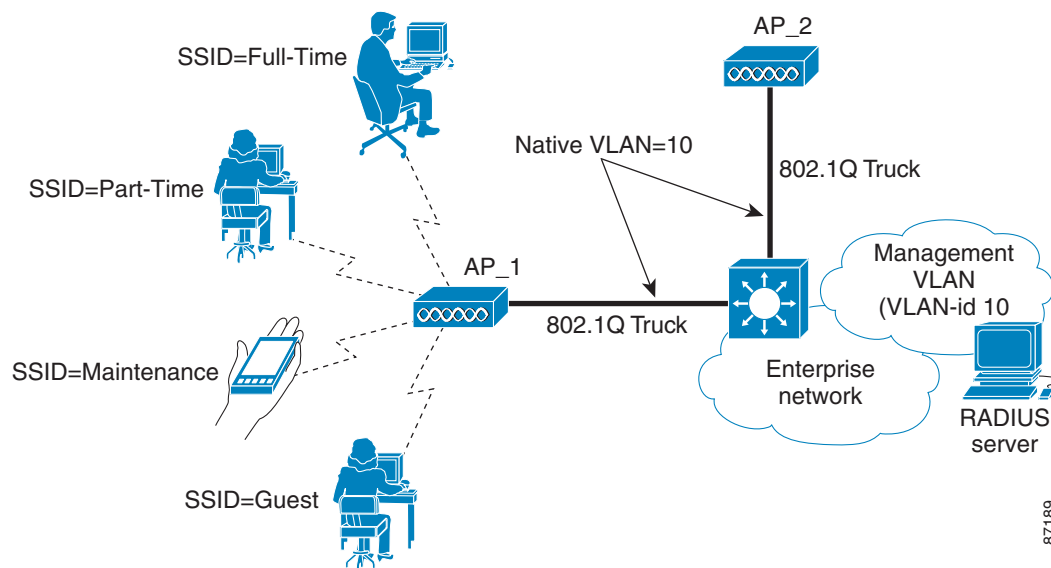 AP_2
SSID=Full-Time
Native VLAN=10
802.1Q Truck
SSID=Part-Time
Management
VLAN
(VLAN-id 10
AP_1
802.1Q Truck
SSID=Maintenance
Enterprise
network
RADIUS
server
SSID=Guest
87189